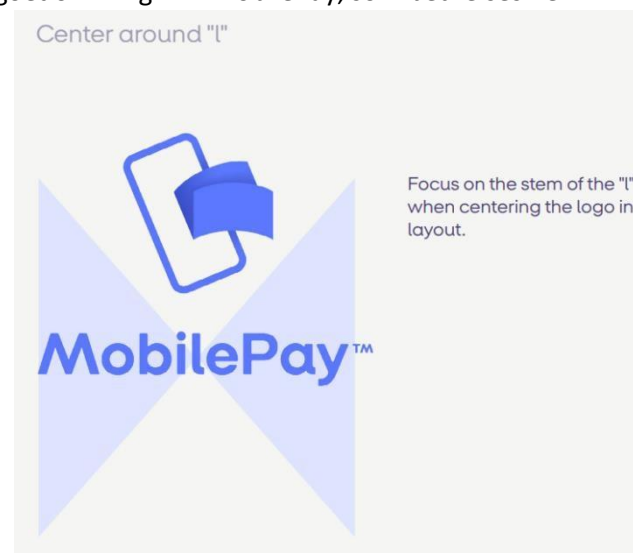 Center around "l"
Focus on the stem of the "l"
when centering the logo in
layout.
MobilePay™